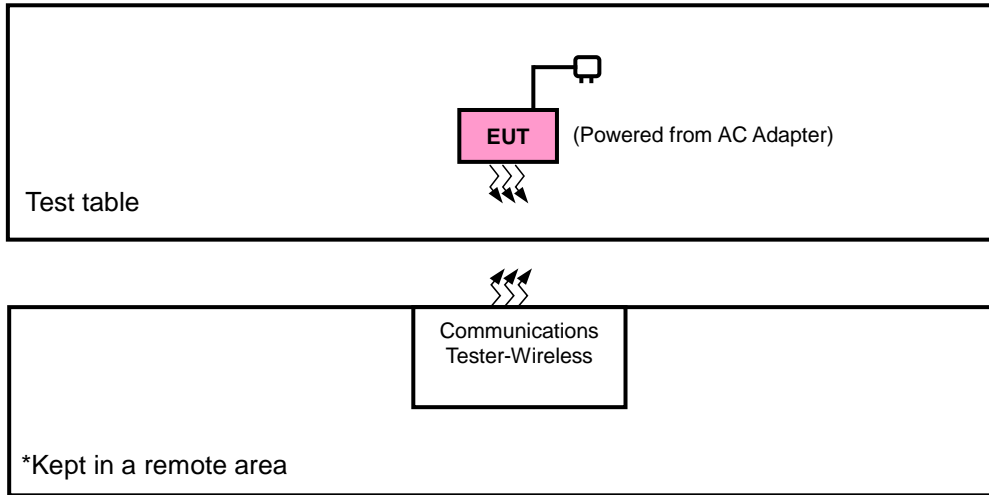 EUT
(Powered from AC Adapter)
Test table
Communications
Tester-Wireless
*Kept in a remote area